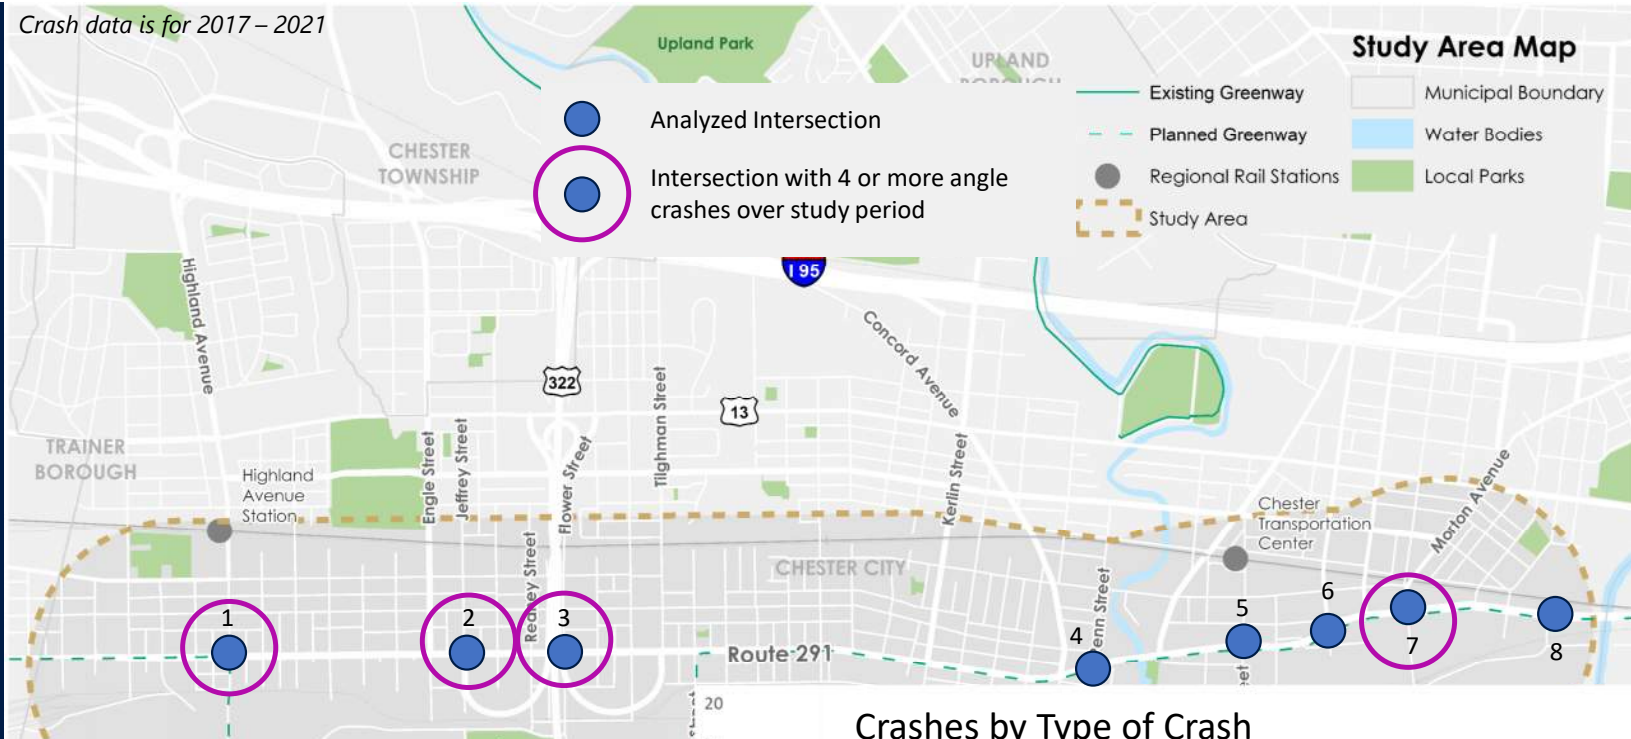 Crash data is for 2017 – 2021
Upland Park
UPLAND
BOROUGH
Study Area Map
Existing Greenway
Planned Greenway
Regional Rail Stations
Study Area
Municipal Boundary
Water Bodies
Local Parks
Analyzed Intersection
Intersection with 4 or more angle
crashes over study period
CHESTER
TOWNSHIP
I 95
Highland Avenue
322
13
Concord Avenue
TRAINER
BOROUGH
Highland
Avenue
Station
Engle Street
Jeffrey Street
Flower Street
Tilghman Street
Kerlin Street
Chester
Transportation
Center
Morton Avenue
Reaney Street
CHESTER CITY
1
2
3
4
5
6
7
8
Route 291
20
Crashes by Type of Crash